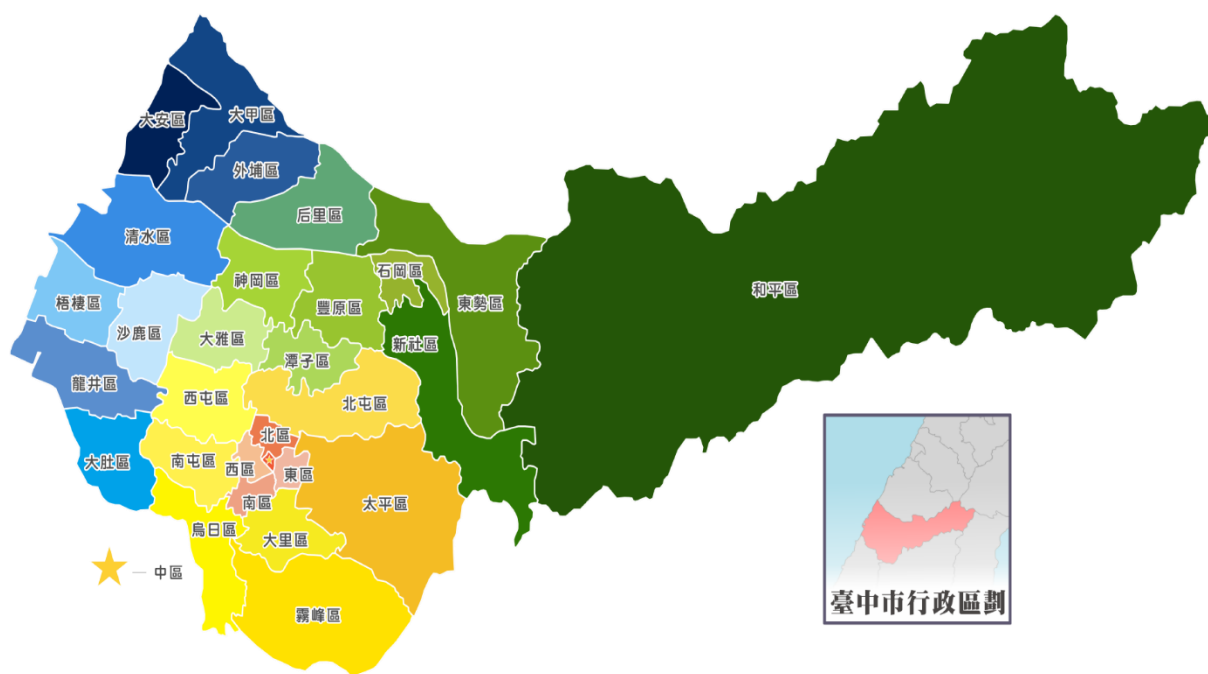 大安區
大甲區
外埔區
后里區
清水區
神岡區
石岡區
東勢區
和平區
梧棲區
沙鹿區
大雅區
豐原區
新社區
潭子區
龍井區
西屯區
北屯區
北區
大肚區
南屯區
西區
東區
南區
太平區
烏日區
大里區
中區
霧峰區
臺中市行政區劃